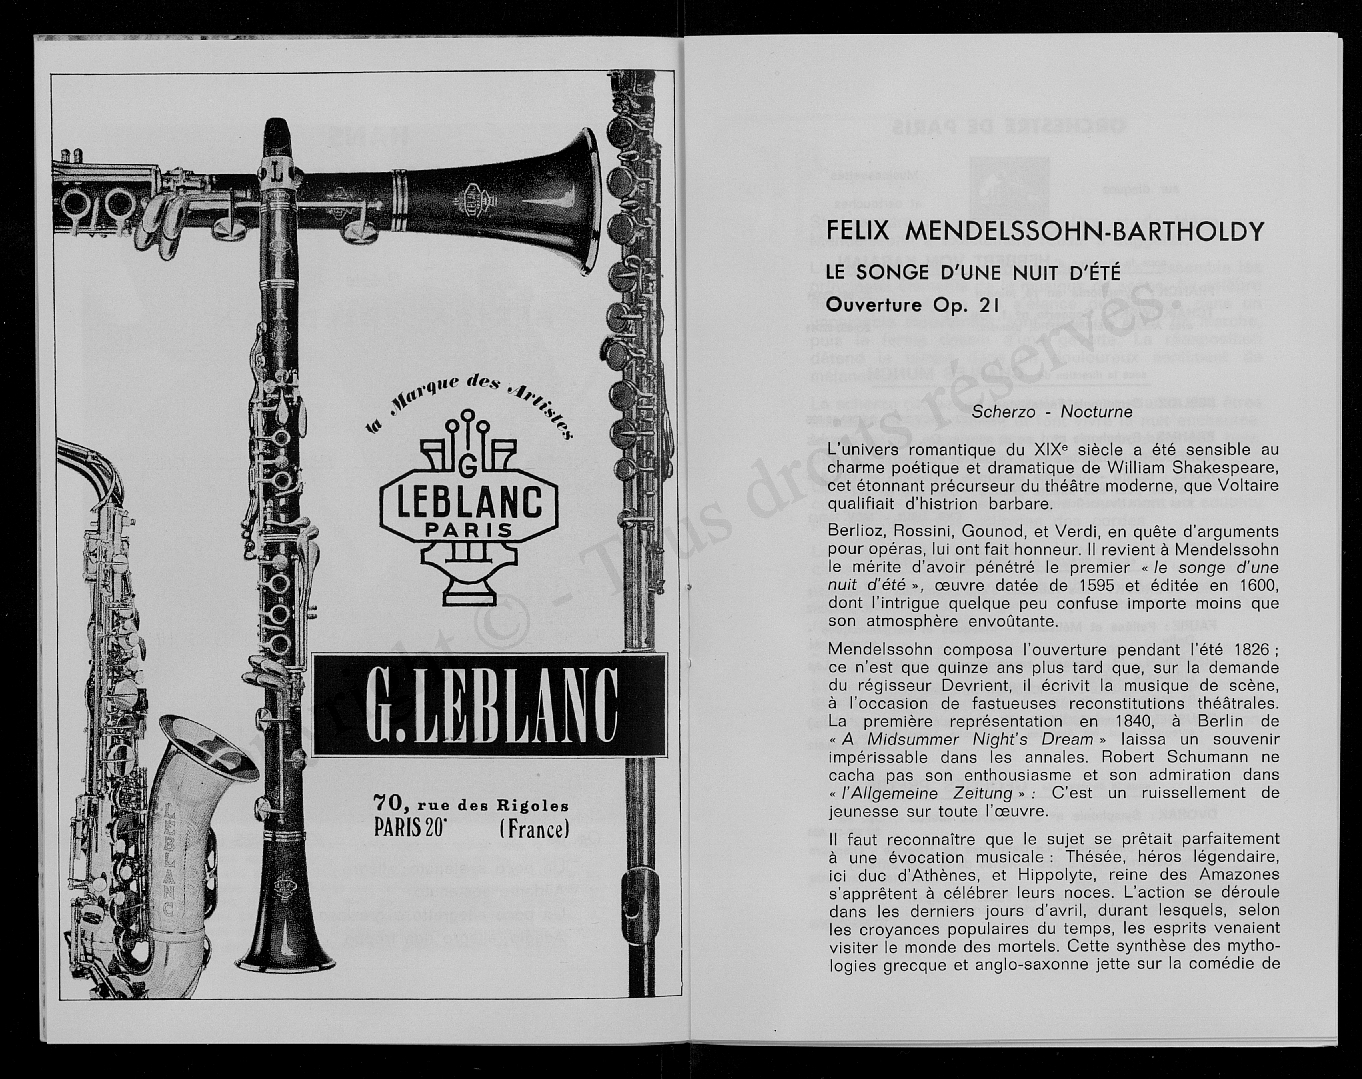 la Marque des Artistes
G
LEBLANC
PARIS
G. LEBLANC
70, rue des Rigoles
PARIS 20e (France)
LEBLANC
FELIX MENDELSSOHN-BARTHOLDY
LE SONGE D'UNE NUIT D'ÉTÉ
Ouverture Op. 21
Scherzo - Nocturne
L'univers romantique du XIXe siècle a été sensible au
charme poétique et dramatique de William Shakespeare,
cet étonnant précurseur du théâtre moderne, que Voltaire
qualifiait d'histrion barbare.
Berlioz, Rossini, Gounod, et Verdi, en quête d'arguments
pour opéras, lui ont fait honneur. Il revient à Mendelssohn
le mérite d'avoir pénétré le premier « le songe d'une
nuit d'été », œuvre datée de 1595 et éditée en 1600,
dont l'intrigue quelque peu confuse importe moins que
son atmosphère envoûtante.
Mendelssohn composa l'ouverture pendant l'été 1826 ;
ce n'est que quinze ans plus tard que, sur la demande
du régisseur Devrient, il écrivit la musique de scène,
à l'occasion de fastueuses reconstitutions théâtrales.
La première représentation en 1840, à Berlin de
« A Midsummer Night's Dream » laissa un souvenir
impérissable dans les annales. Robert Schumann ne
cacha pas son enthousiasme et son admiration dans
« l'Allgemeine Zeitung » : C'est un ruissellement de
jeunesse sur toute l'œuvre.
Il faut reconnaître que le sujet se prêtait parfaitement
à une évocation musicale : Thésée, héros légendaire,
ici duc d'Athènes, et Hippolyte, reine des Amazones
s'apprêtent à célébrer leurs noces. L'action se déroule
dans les derniers jours d'avril, durant lesquels, selon
les croyances populaires du temps, les esprits venaient
visiter le monde des mortels. Cette synthèse des mytho-
logies grecque et anglo-saxonne jette sur la comédie de
Copyright © - Tous droits réservés.